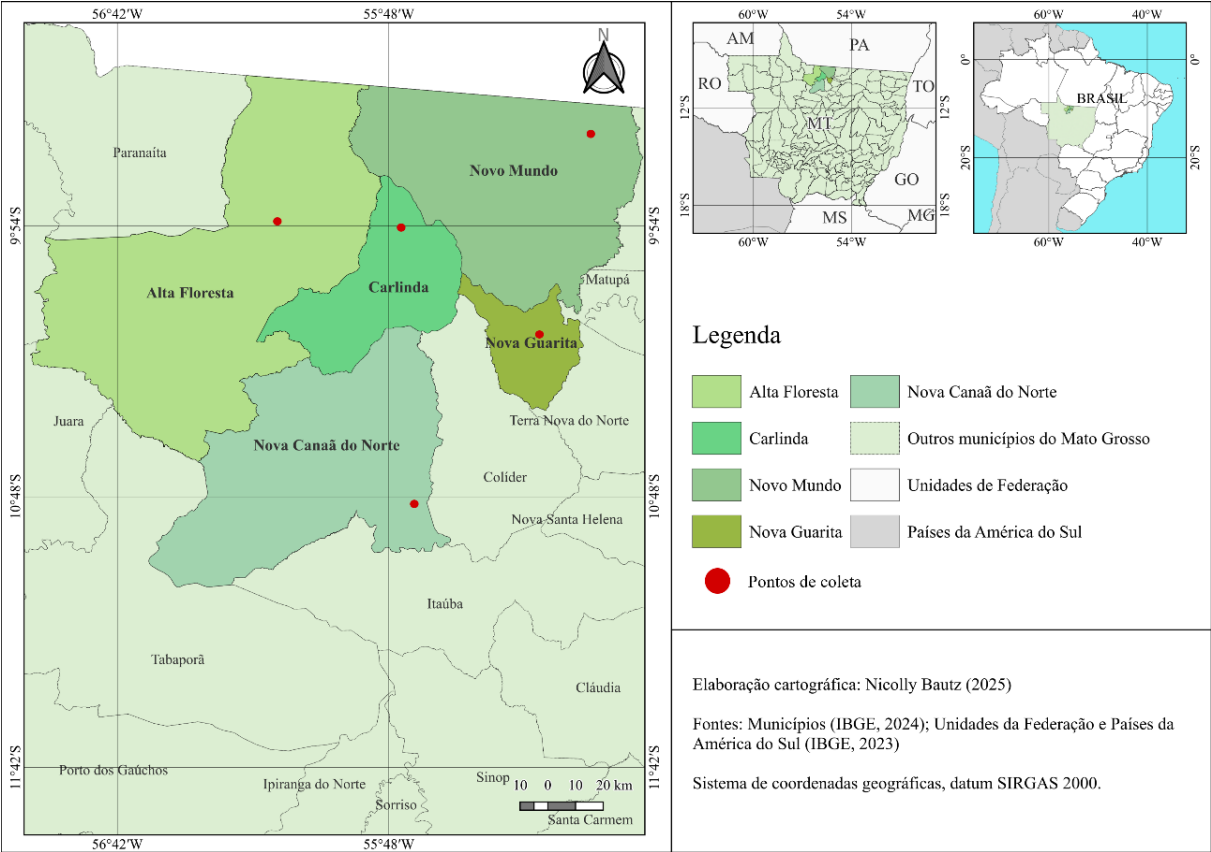 56°42'W
55°48'W
N
Paranaíta
Novo Mundo
9°54'S
9°54'S
Alta Floresta
Carlinda
Matupá
Nova Guarita
Juara
Terra Nova do Norte
Nova Canaã do Norte
Colíder
10°48'S
10°48'S
Nova Santa Helena
Itaúba
Tabaporã
Cláudia
11°42'S
11°42'S
Porto dos Gaúchos
Ipiranga do Norte
Sinop
10 0 10 20 km
Sorriso
Santa Carmem
56°42'W
55°48'W
60°W
54°W
AM
PA
RO
TO
12°S
12°S
MT
GO
18°S
18°S
MS
MG
60°W
54°W
60°W
40°W
0°
0°
BRASIL
20°S
20°S
60°W
40°W
Legenda
Alta Floresta
Nova Canaã do Norte
Carlinda
Outros municípios do Mato Grosso
Novo Mundo
Unidades de Federação
Nova Guarita
Países da América do Sul
Pontos de coleta
Elaboração cartográfica: Nicolly Bautz (2025)
Fontes: Municípios (IBGE, 2024); Unidades da Federação e Países da
América do Sul (IBGE, 2023)
Sistema de coordenadas geográficas, datum SIRGAS 2000.